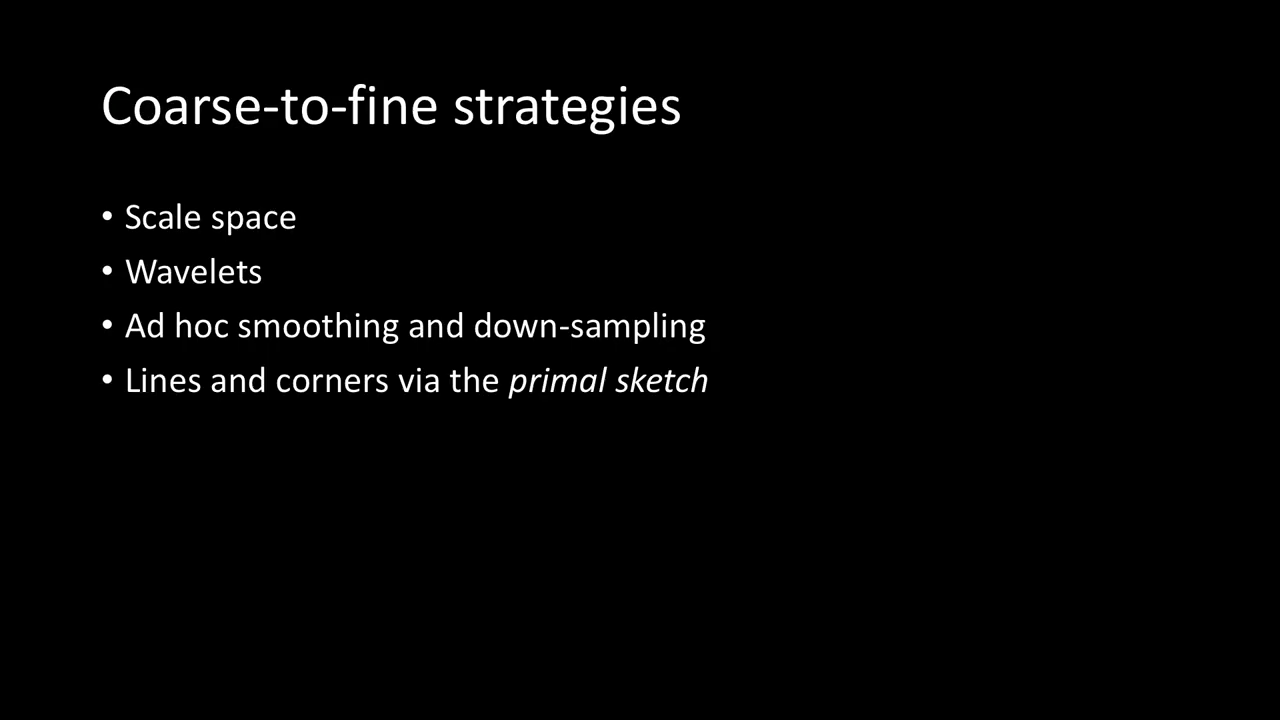 Coarse-to-fine strategies
• Scale space
• Wavelets
• Ad hoc smoothing and down-sampling
• Lines and corners via the primal sketch